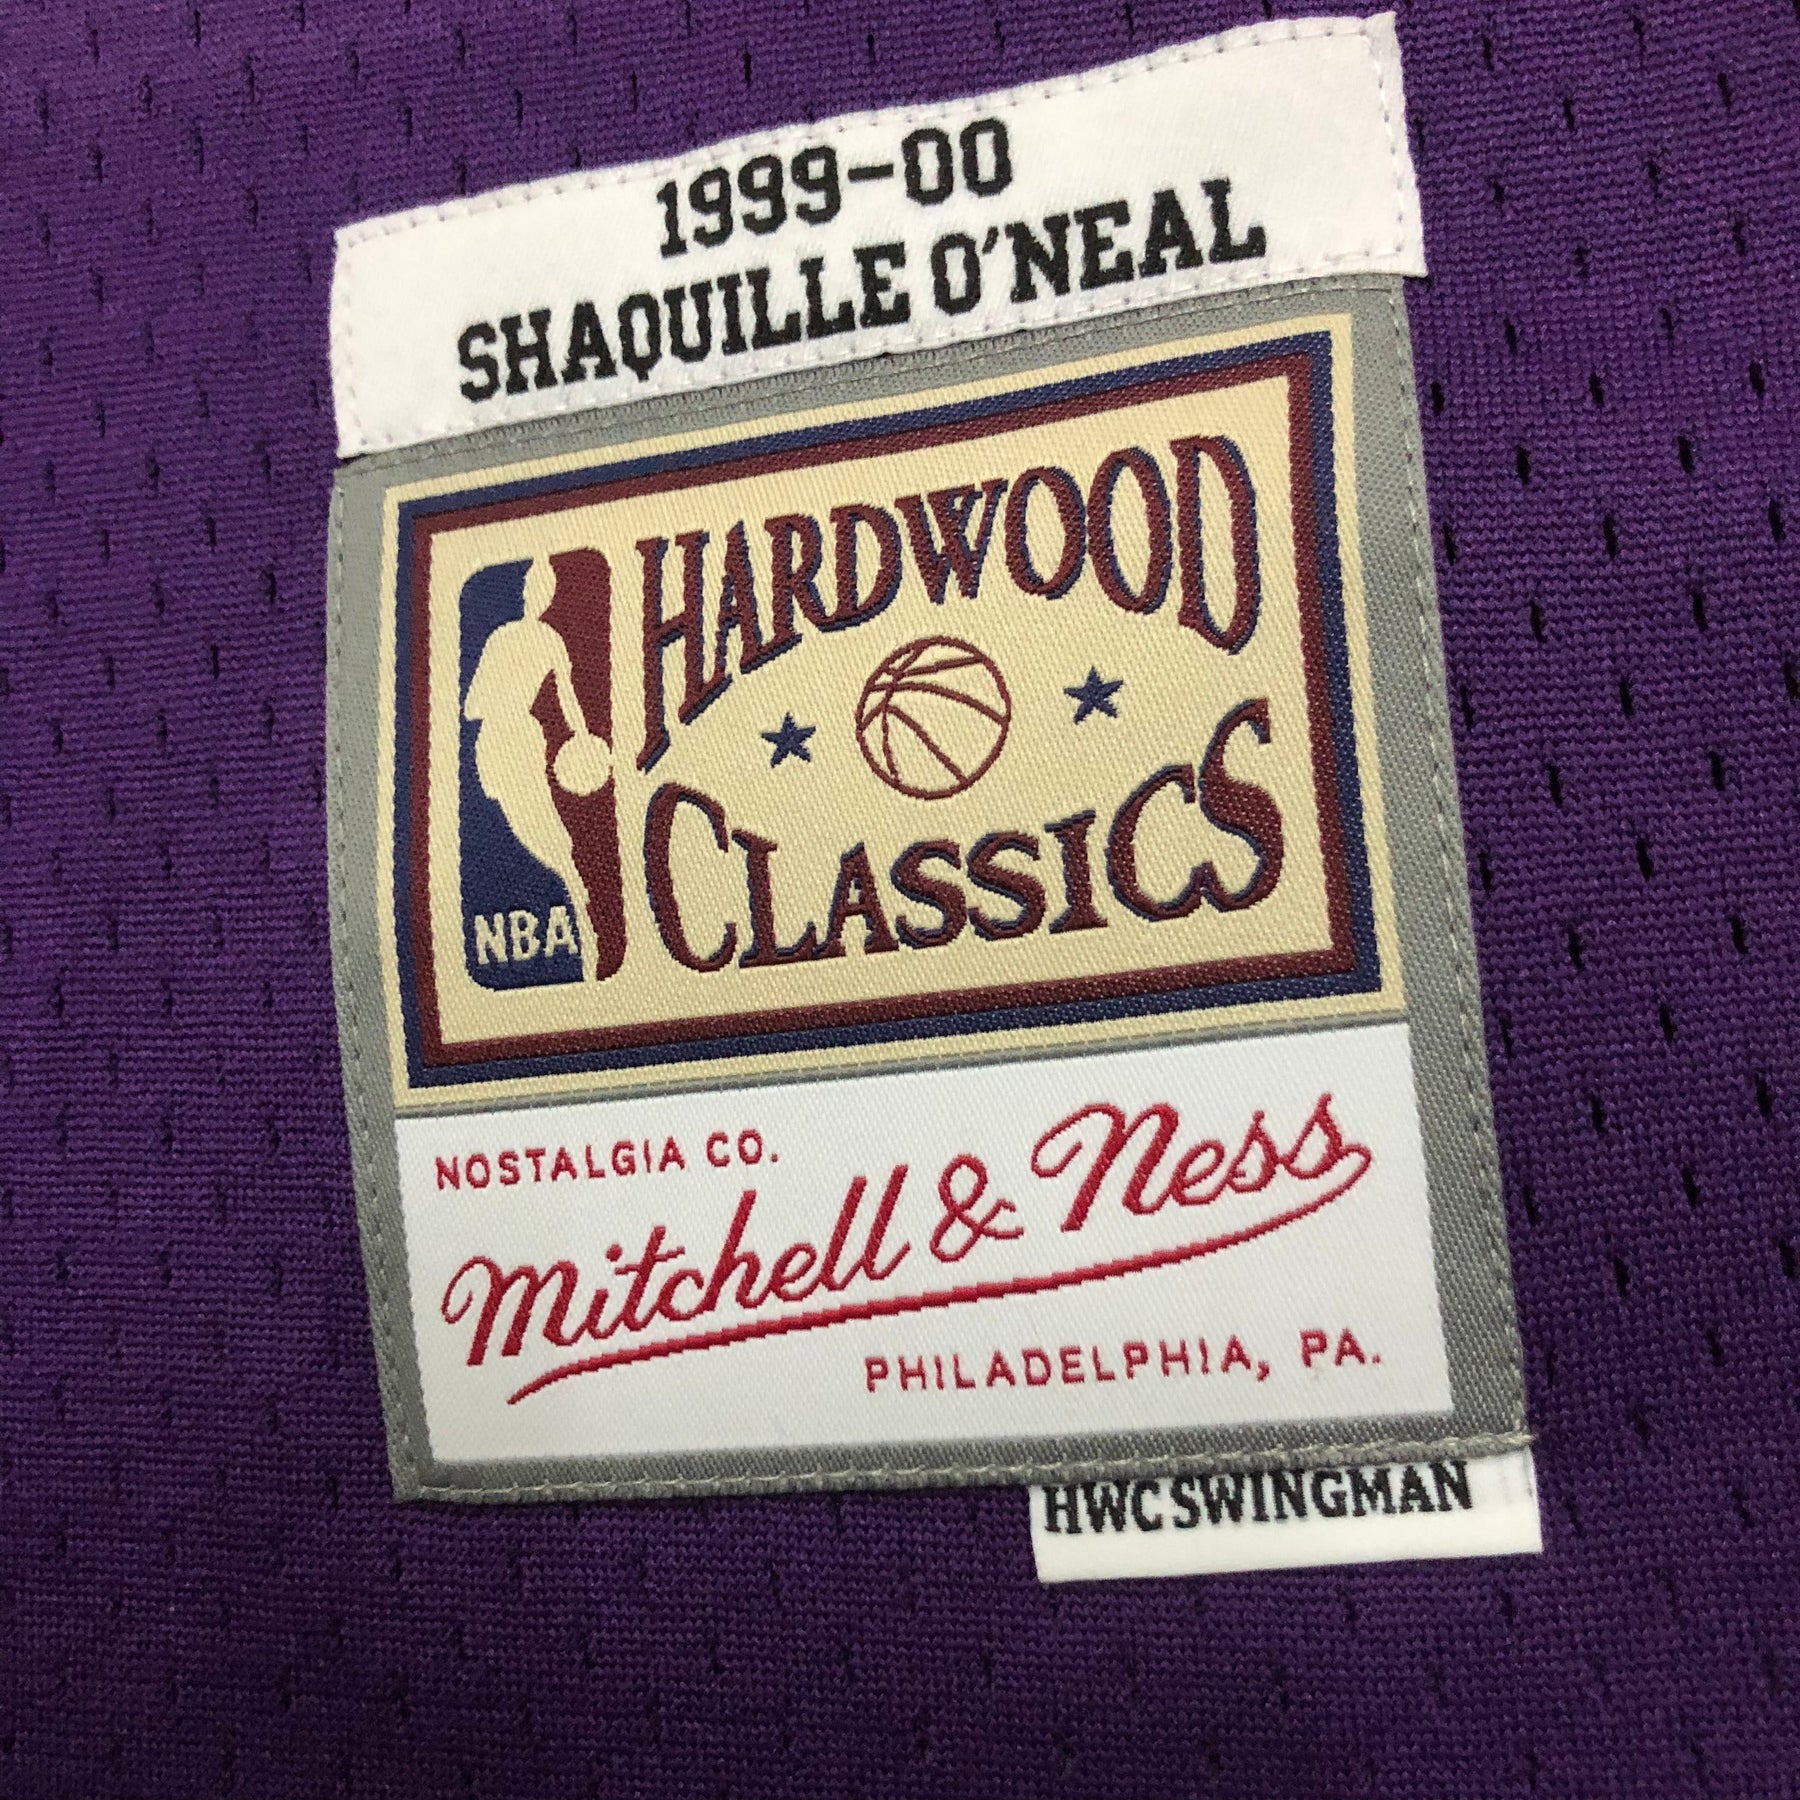 1999-00
SHAQUILLE O'NEAL
HARDWOOD
CLASSICS
NBA
NOSTALGIA CO.
Mitchell & Ness
PHILADELPHIA, PA.
HWC SWINGMAN